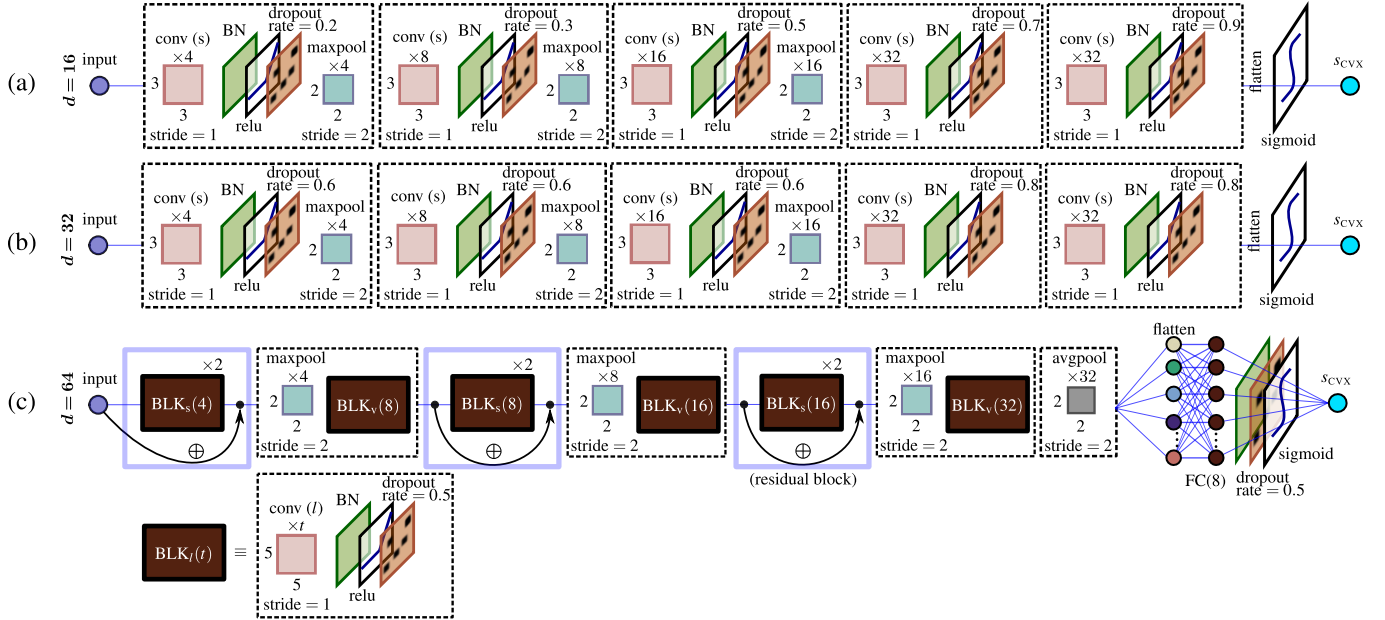 (a)
d = 16
input
conv (s)
×4
3
3
stride = 1
BN
relu
dropout
rate = 0.2
maxpool
×4
2
2
stride = 2
conv (s)
×8
3
3
stride = 1
BN
relu
dropout
rate = 0.3
maxpool
×8
2
2
stride = 2
conv (s)
×16
3
3
stride = 1
BN
relu
dropout
rate = 0.5
maxpool
×16
2
2
stride = 2
conv (s)
×32
3
3
stride = 1
BN
relu
dropout
rate = 0.7
conv (s)
×32
3
3
stride = 1
BN
relu
dropout
rate = 0.9
flatten
sigmoid
sCVX
(b)
d = 32
input
conv (s)
×4
3
3
stride = 1
BN
relu
dropout
rate = 0.6
maxpool
×4
2
2
stride = 2
conv (s)
×8
3
3
stride = 1
BN
relu
dropout
rate = 0.6
maxpool
×8
2
2
stride = 2
conv (s)
×16
3
3
stride = 1
BN
relu
dropout
rate = 0.6
maxpool
×16
2
2
stride = 2
conv (s)
×32
3
3
stride = 1
BN
relu
dropout
rate = 0.8
conv (s)
×32
3
3
stride = 1
BN
relu
dropout
rate = 0.8
flatten
sigmoid
sCVX
(c)
d = 64
input
×2
BLKs(4)
⊕
maxpool
×4
2
2
stride = 2
BLKv(8)
×2
BLKs(8)
⊕
maxpool
×8
2
2
stride = 2
BLKv(16)
×2
BLKs(16)
⊕
(residual block)
maxpool
×16
2
2
stride = 2
BLKv(32)
avgpool
×32
2
2
stride = 2
flatten
FC(8)
dropout
rate = 0.5
sigmoid
sCVX
BLKl(t)
≡
conv (l)
×t
5
5
stride = 1
BN
relu
dropout
rate = 0.5